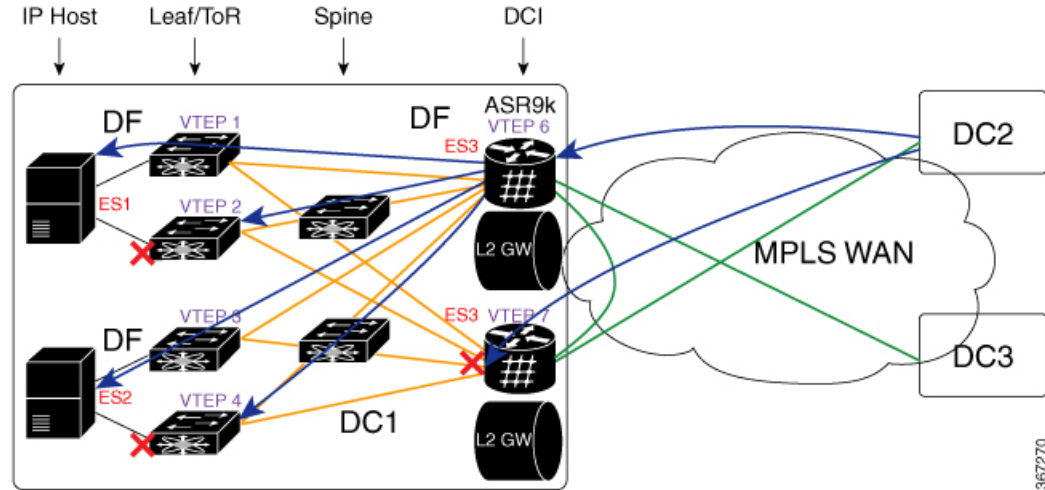 IP Host
Leaf/ToR
Spine
DCI
DF
VTEP 1
DF
ASR9k
VTEP 6
ES3
ES1
VTEP 2
L2 GW
DC2
MPLS WAN
DF
VTEP 3
ES3
VTEP 7
ES2
VTEP 4
DC1
L2 GW
DC3
367270